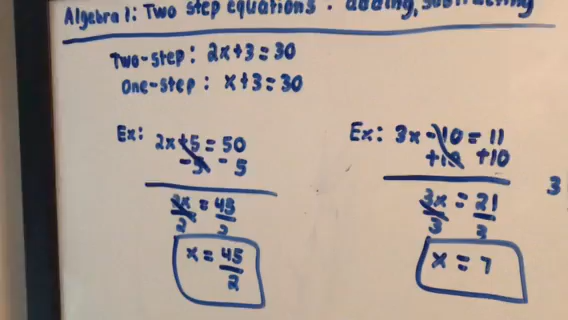 Algebra 1: Two step equations: adding, subtracting
Two-step: 2x+3=30
One-step: x+3=30
Ex: 2x+5=50
-5 -5
2x/2 = 45/2
x = 45/2
Ex: 3x-10=11
+10 +10
3x/3 = 21/3
x = 7
3